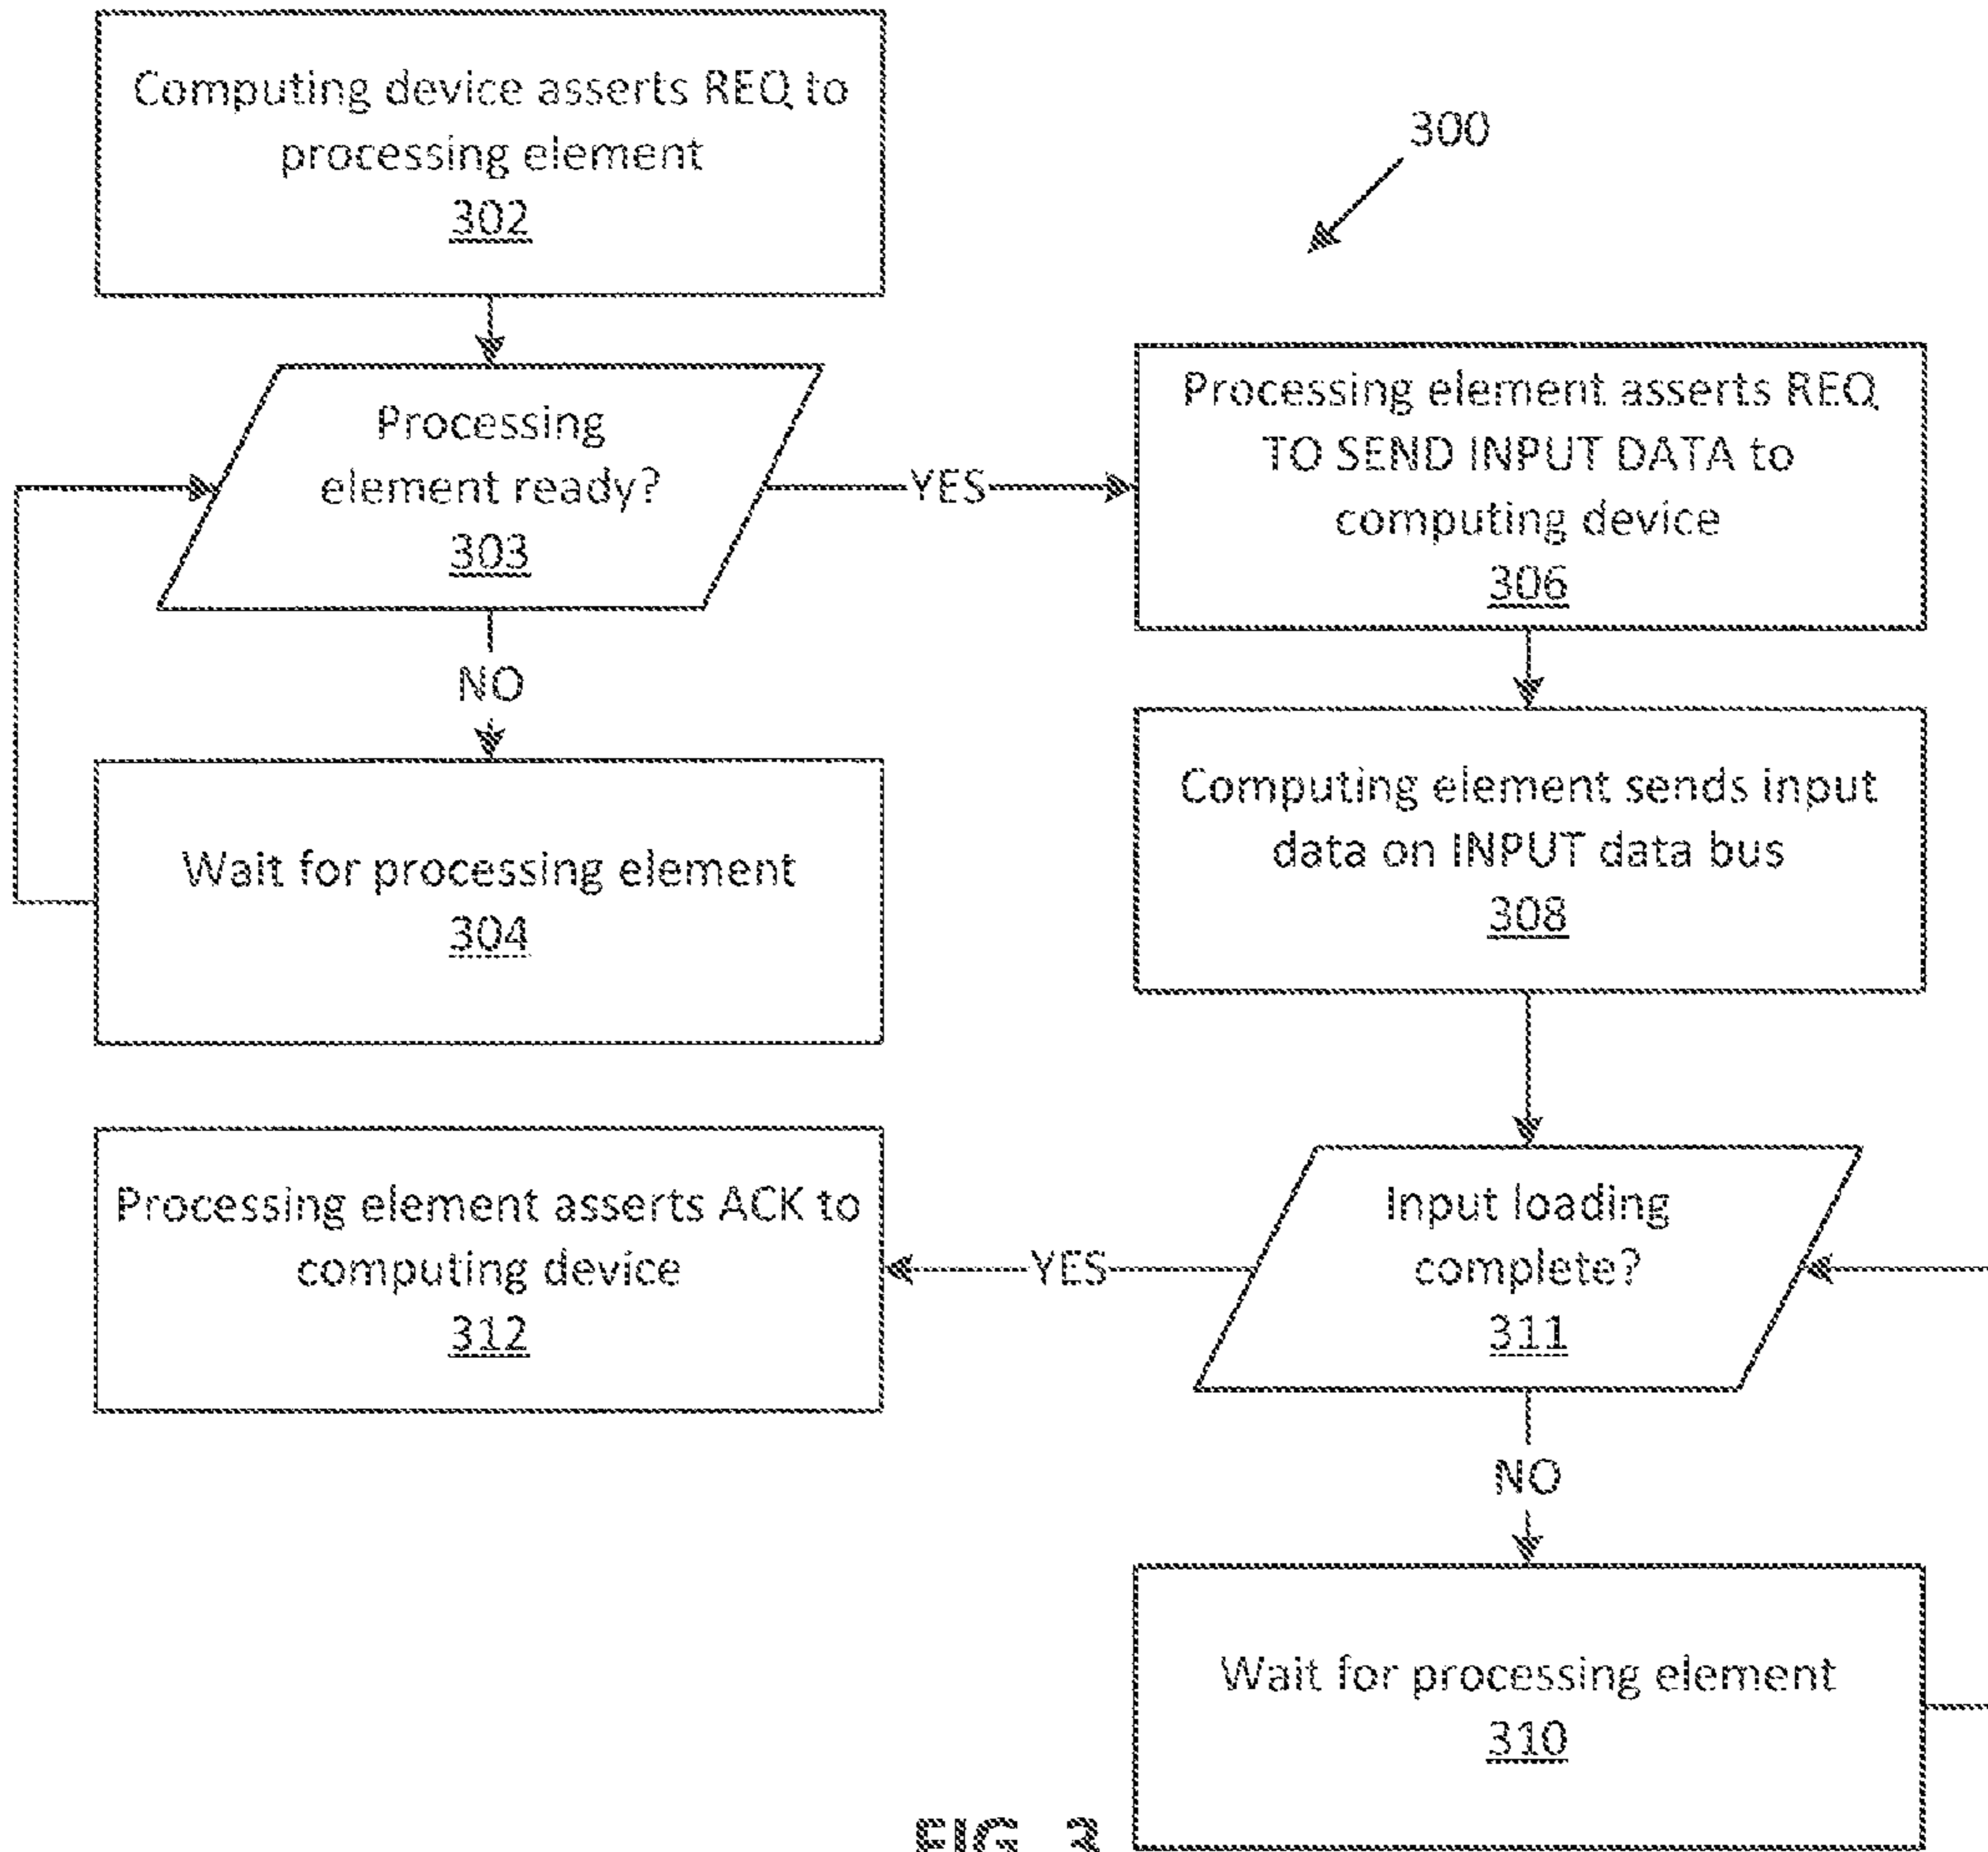 Computing device asserts REQ to
processing element
302
300
Processing
element ready?
303
YES
Processing element asserts REQ
TO SEND INPUT DATA to
computing device
306
NO
Wait for processing element
304
Computing element sends input
data on INPUT data bus
308
Processing element asserts ACK to
computing device
312
YES
Input loading
complete?
311
NO
Wait for processing element
310
FIG. 3